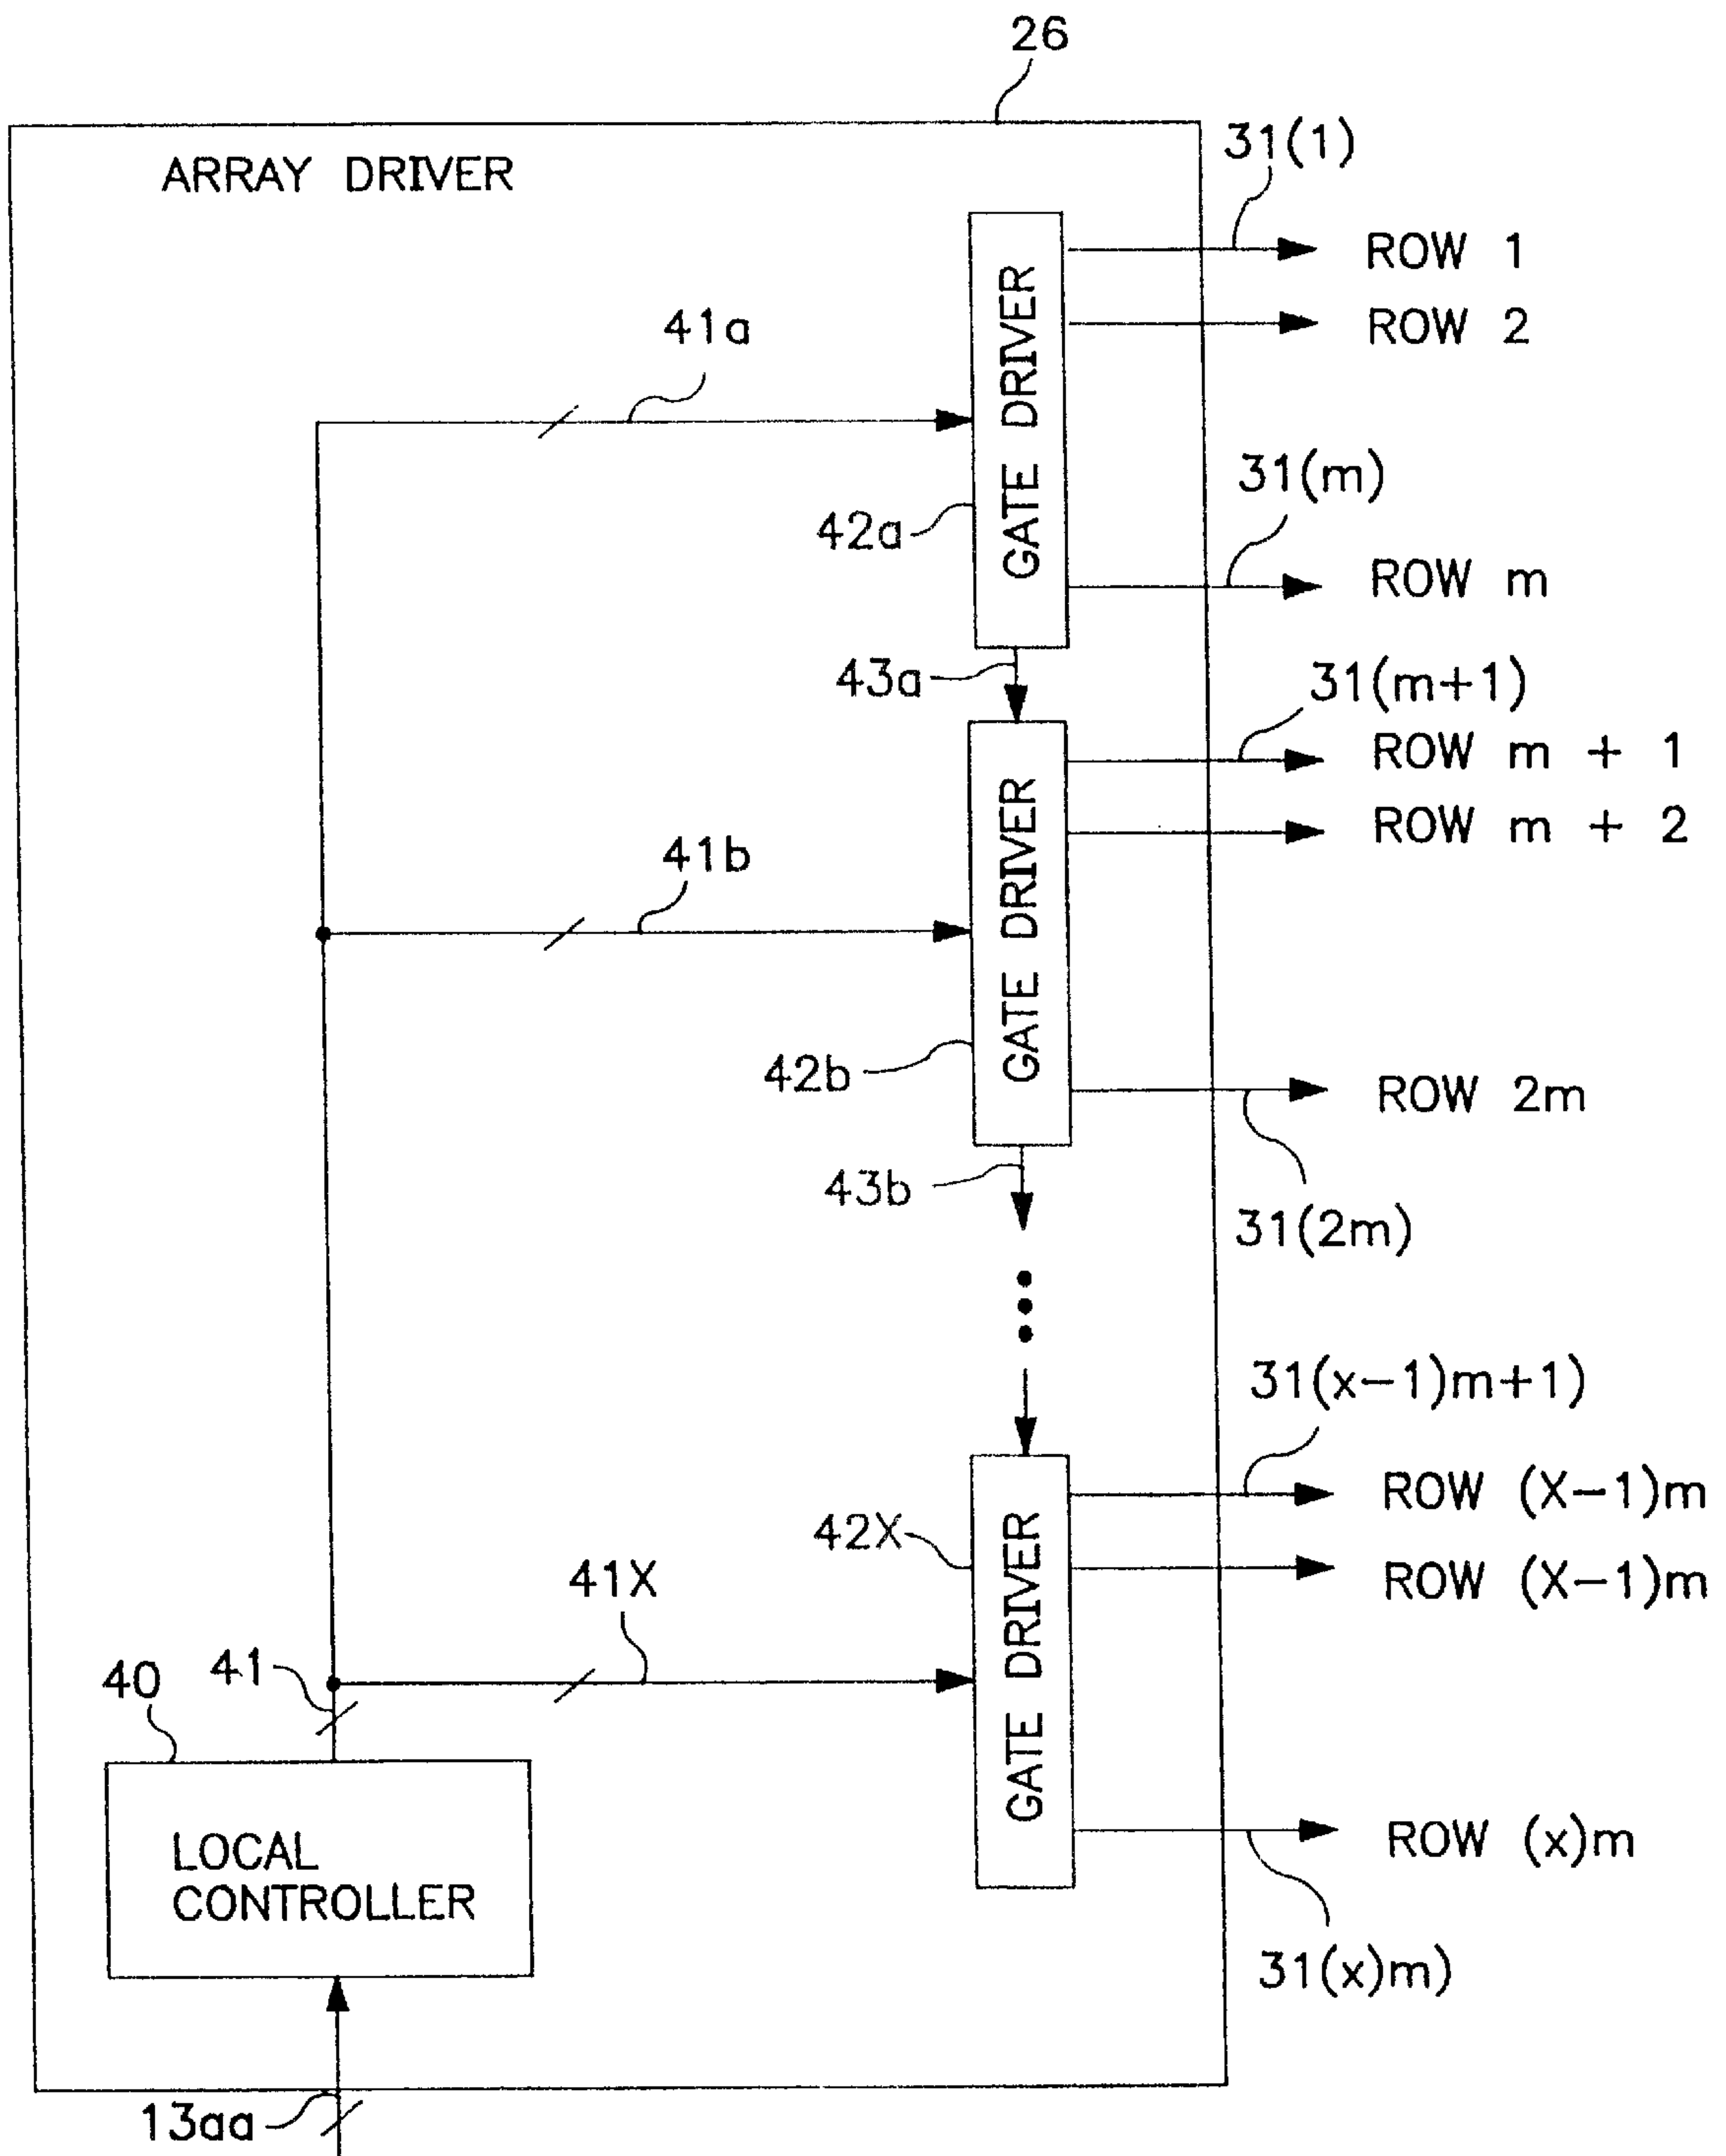 26
ARRAY DRIVER
31(1)
ROW 1
ROW 2
41a
GATE DRIVER
42a
31(m)
ROW m
43a
31(m+1)
ROW m + 1
ROW m + 2
41b
GATE DRIVER
42b
ROW 2m
43b
31(2m)
31(x-1)m+1)
ROW (X-1)m
42X
ROW (X-1)m
41X
GATE DRIVER
40
41
ROW (x)m
LOCAL
CONTROLLER
31(x)m)
13aa